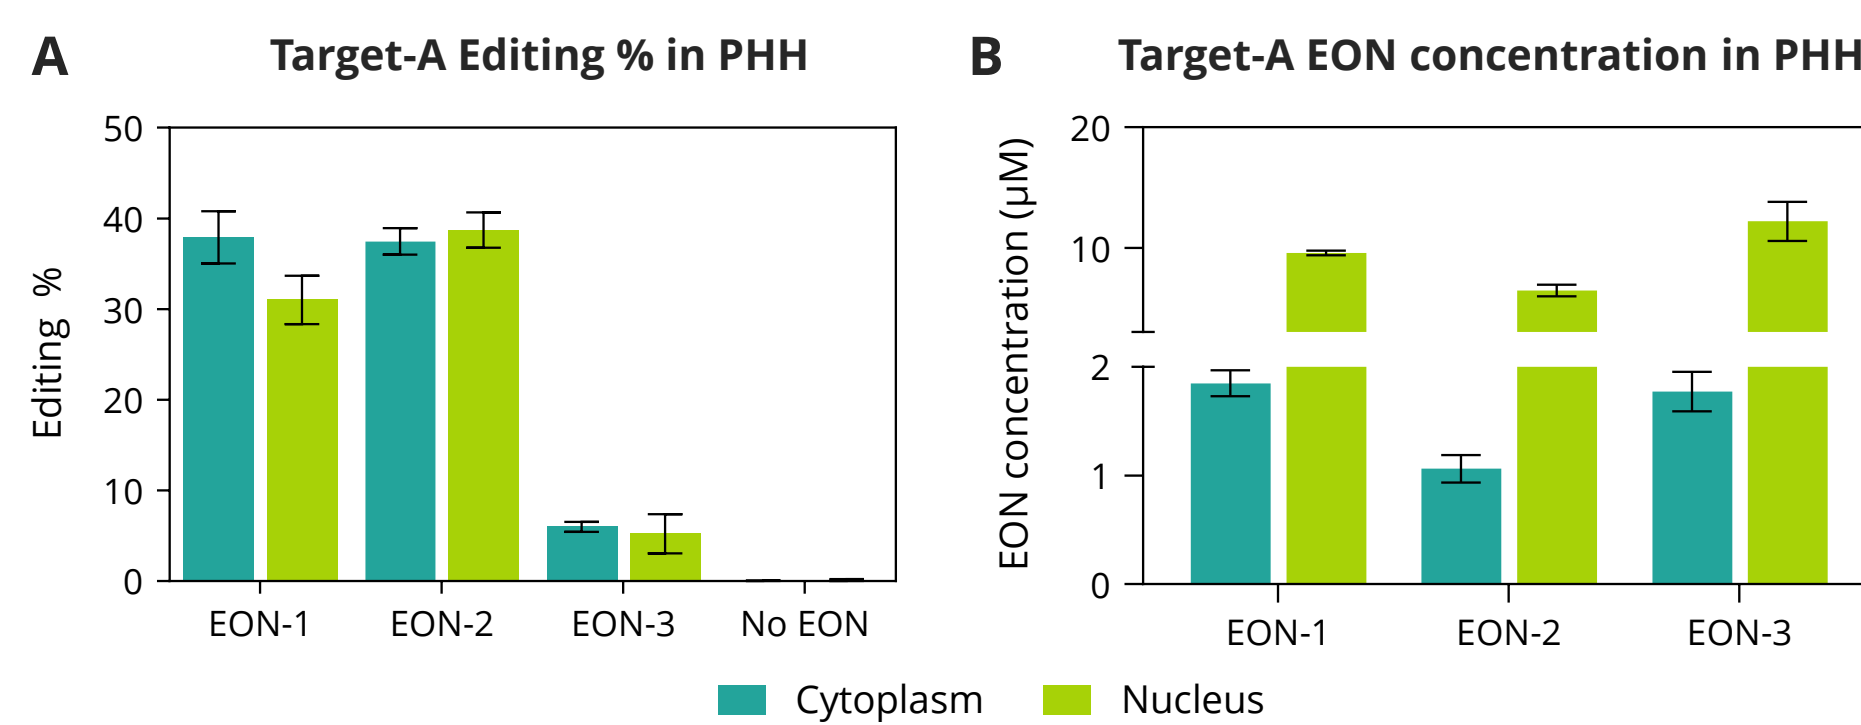 A
Target-A Editing % in PHH
Editing %
50
40
30
20
10
0
EON-1
EON-2
EON-3
No EON
B
Target-A EON concentration in PHH
EON concentration (µM)
20
10
2
1
0
EON-1
EON-2
EON-3
Cytoplasm
Nucleus